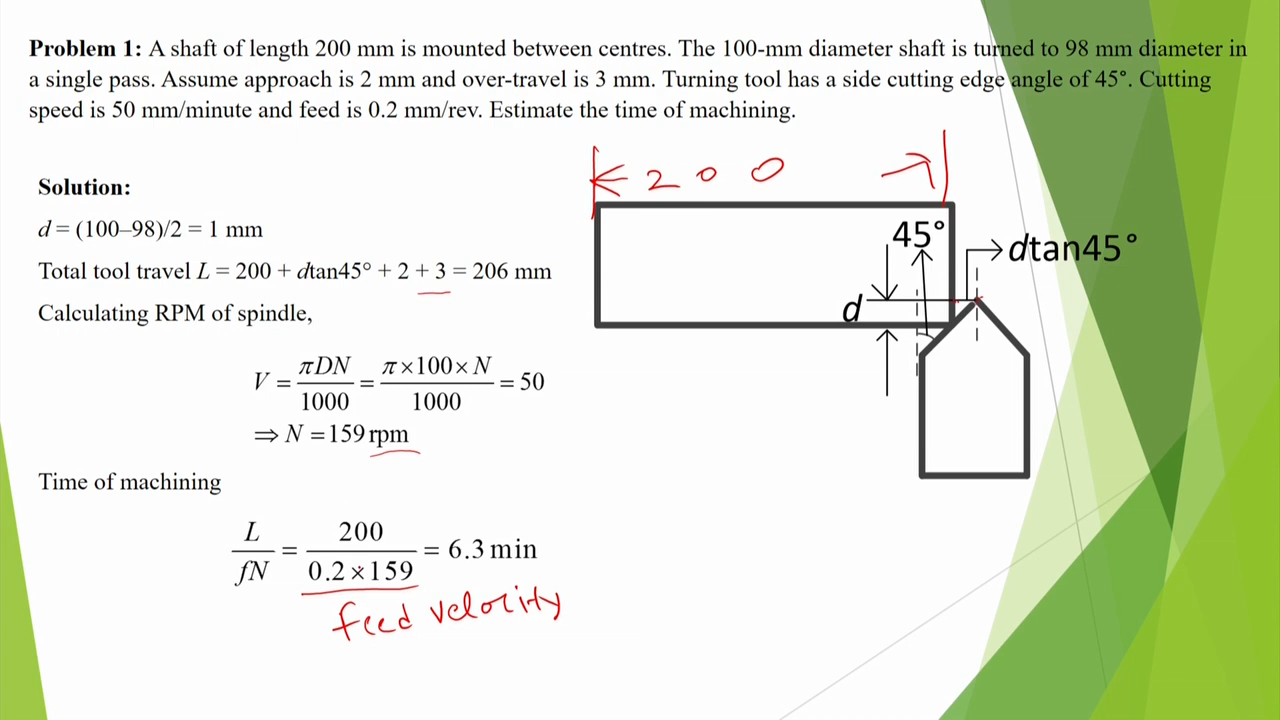 Problem 1: A shaft of length 200 mm is mounted between centres. The 100-mm diameter shaft is turned to 98 mm diameter in
a single pass. Assume approach is 2 mm and over-travel is 3 mm. Turning tool has a side cutting edge angle of 45°. Cutting
speed is 50 mm/minute and feed is 0.2 mm/rev. Estimate the time of machining.
200
Solution:
d = (100–98)/2 = 1 mm
45°
dtan45°
Total tool travel L = 200 + dtan45° + 2 + 3 = 206 mm
Calculating RPM of spindle,
d
V = πDN/1000 = π×100×N/1000 = 50
⇒ N = 159 rpm
Time of machining
L/fN = 200/0.2×159 = 6.3 min
feed velocity